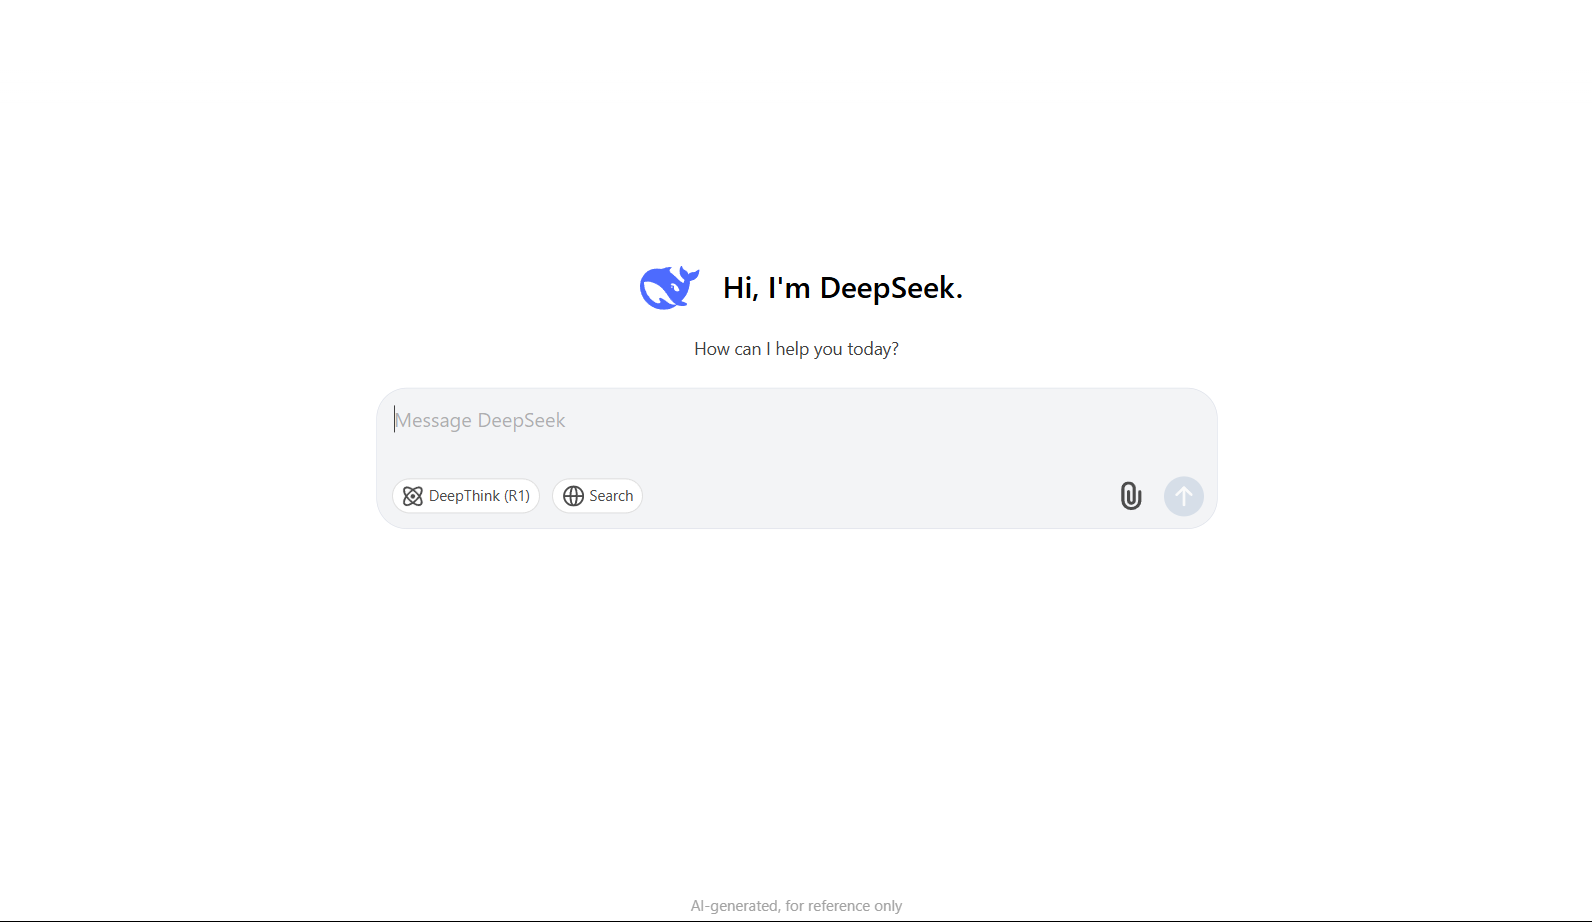 Hi, I'm DeepSeek.
How can I help you today?
Message DeepSeek
DeepThink (R1) Search
AI-generated, for reference only